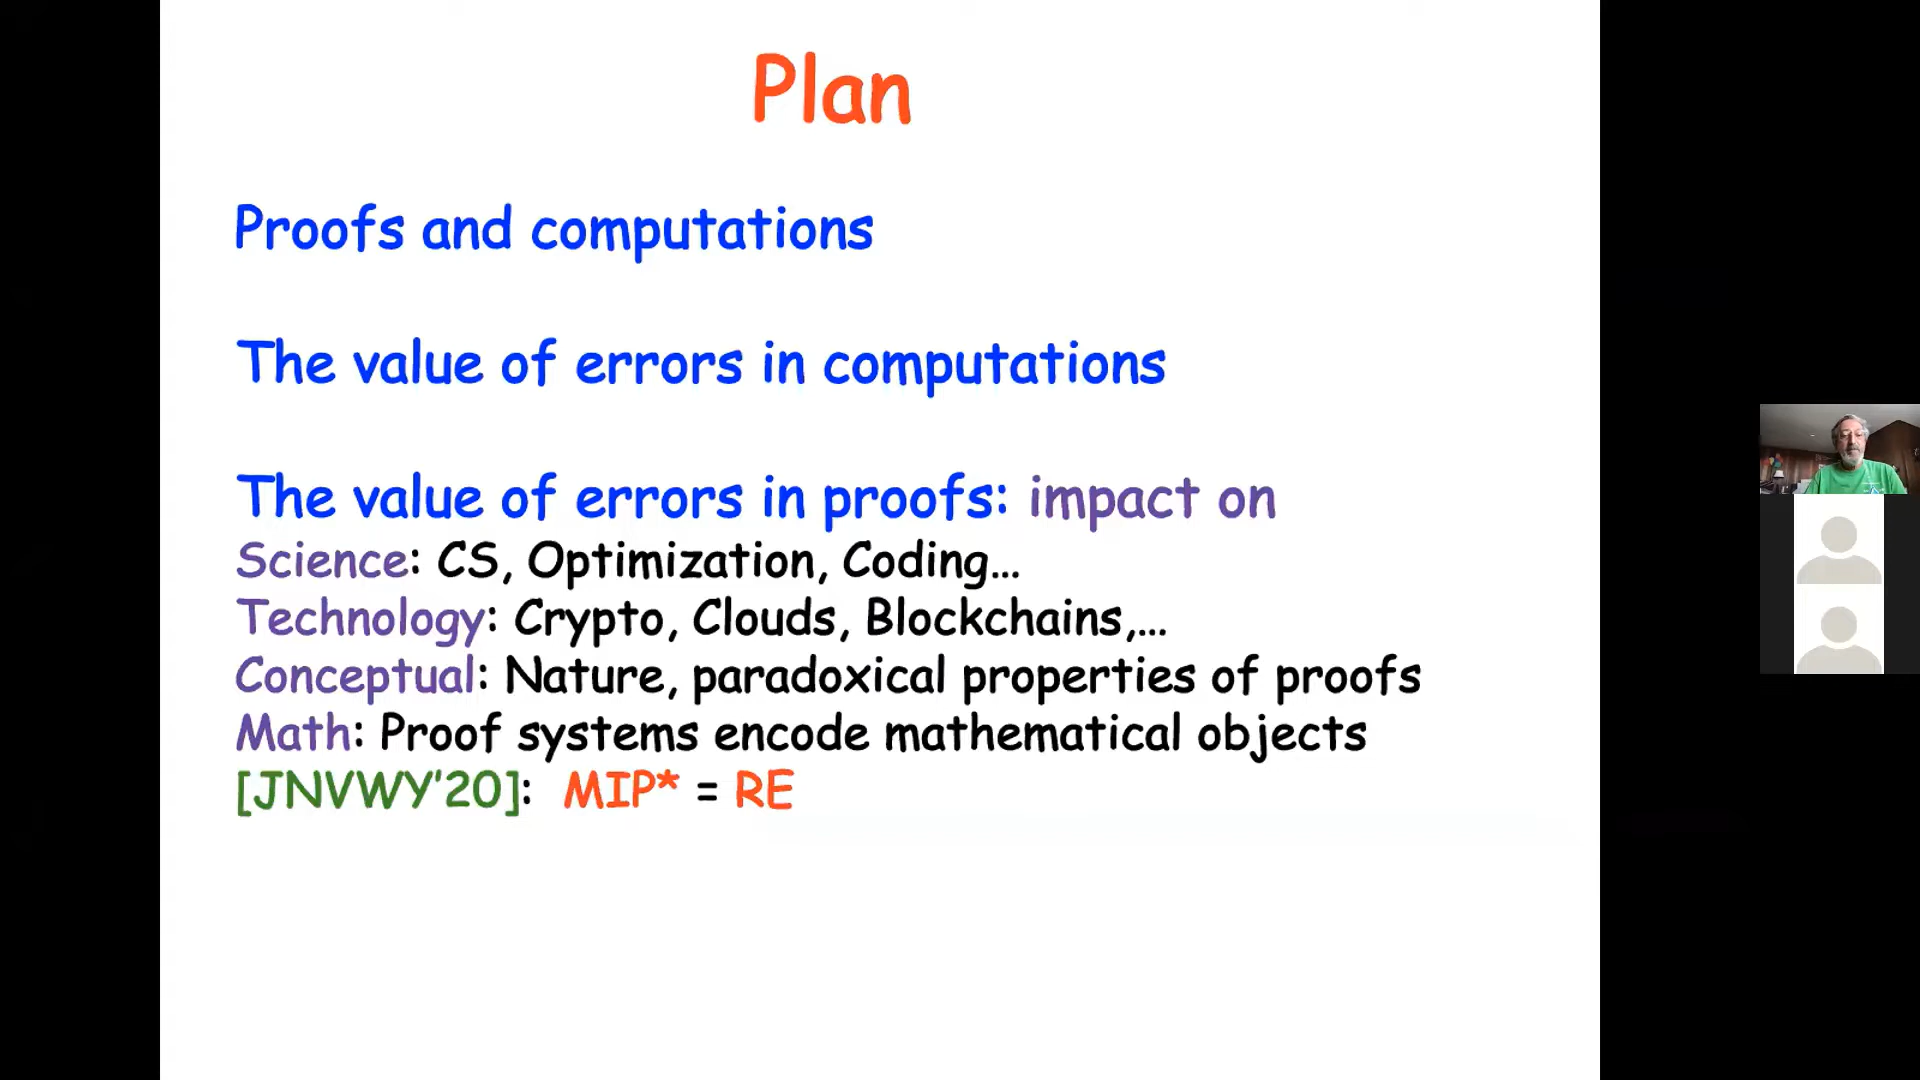 Plan
Proofs and computations
The value of errors in computations
The value of errors in proofs: impact on
Science: CS, Optimization, Coding...
Technology: Crypto, Clouds, Blockchains,...
Conceptual: Nature, paradoxical properties of proofs
Math: Proof systems encode mathematical objects
[JNVWY'20]: MIP* = RE